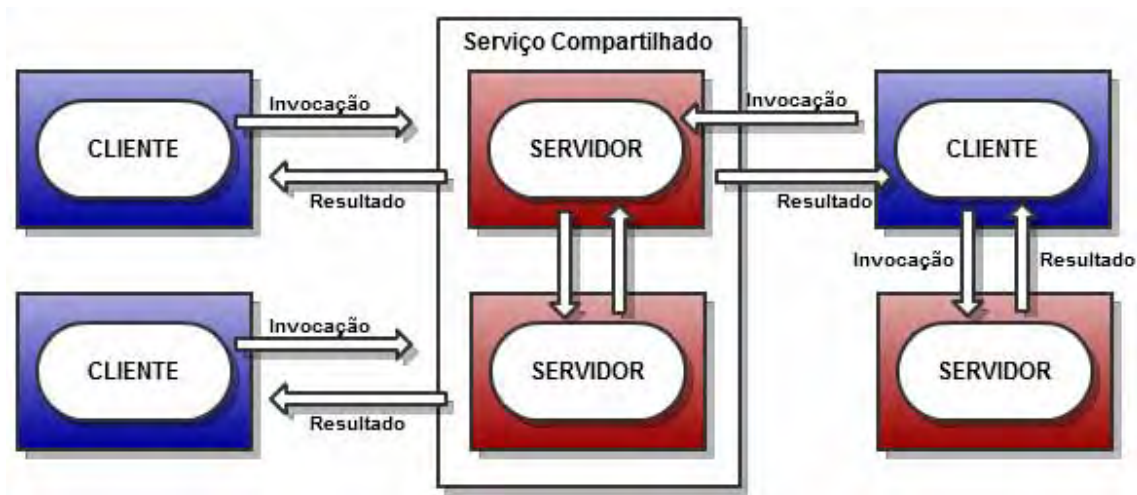 Serviço Compartilhado
Invocação
CLIENTE
Resultado
SERVIDOR
Invocação
CLIENTE
Resultado
Invocação
Resultado
Invocação
CLIENTE
Resultado
SERVIDOR
SERVIDOR